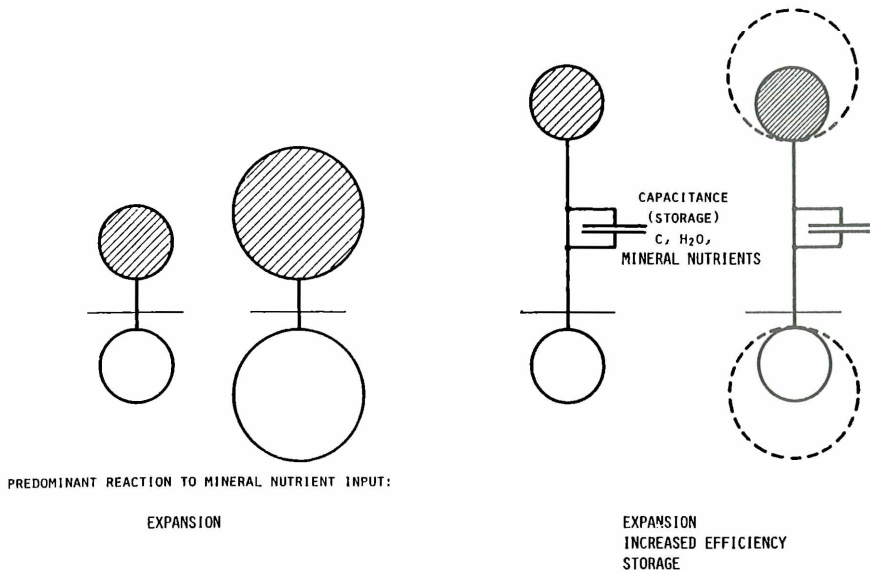 CAPACITANCE
(STORAGE)
C, H₂O,
MINERAL NUTRIENTS
PREDOMINANT REACTION TO MINERAL NUTRIENT INPUT:
EXPANSION
EXPANSION
INCREASED EFFICIENCY
STORAGE